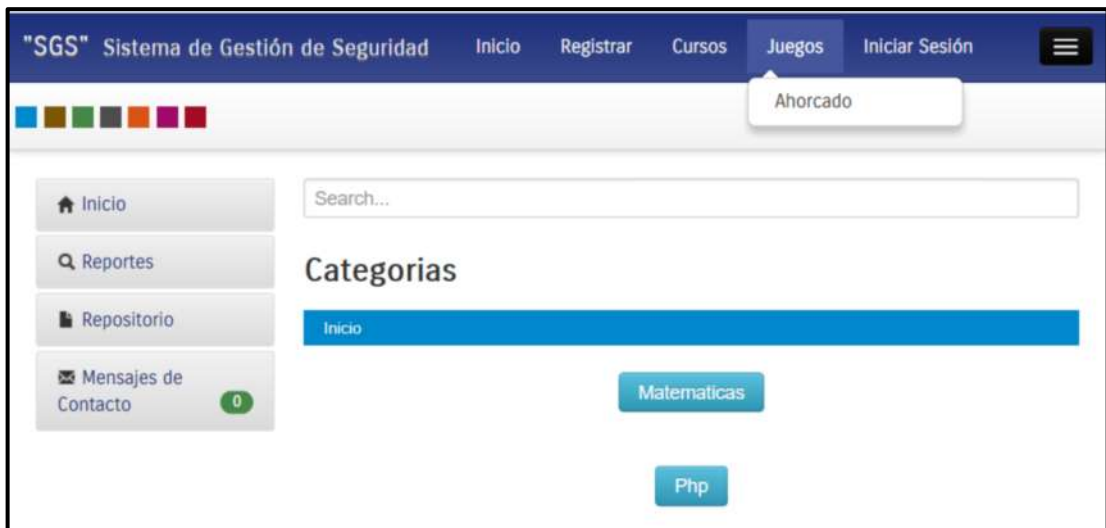 "SGS" Sistema de Gestión de Seguridad Inicio Registrar Cursos Juegos Iniciar Sesión
Ahorcado
Inicio
Reportes
Repositorio
Mensajes de
Contacto 0
Search...
Categorias
Inicio
Matematicas
Php